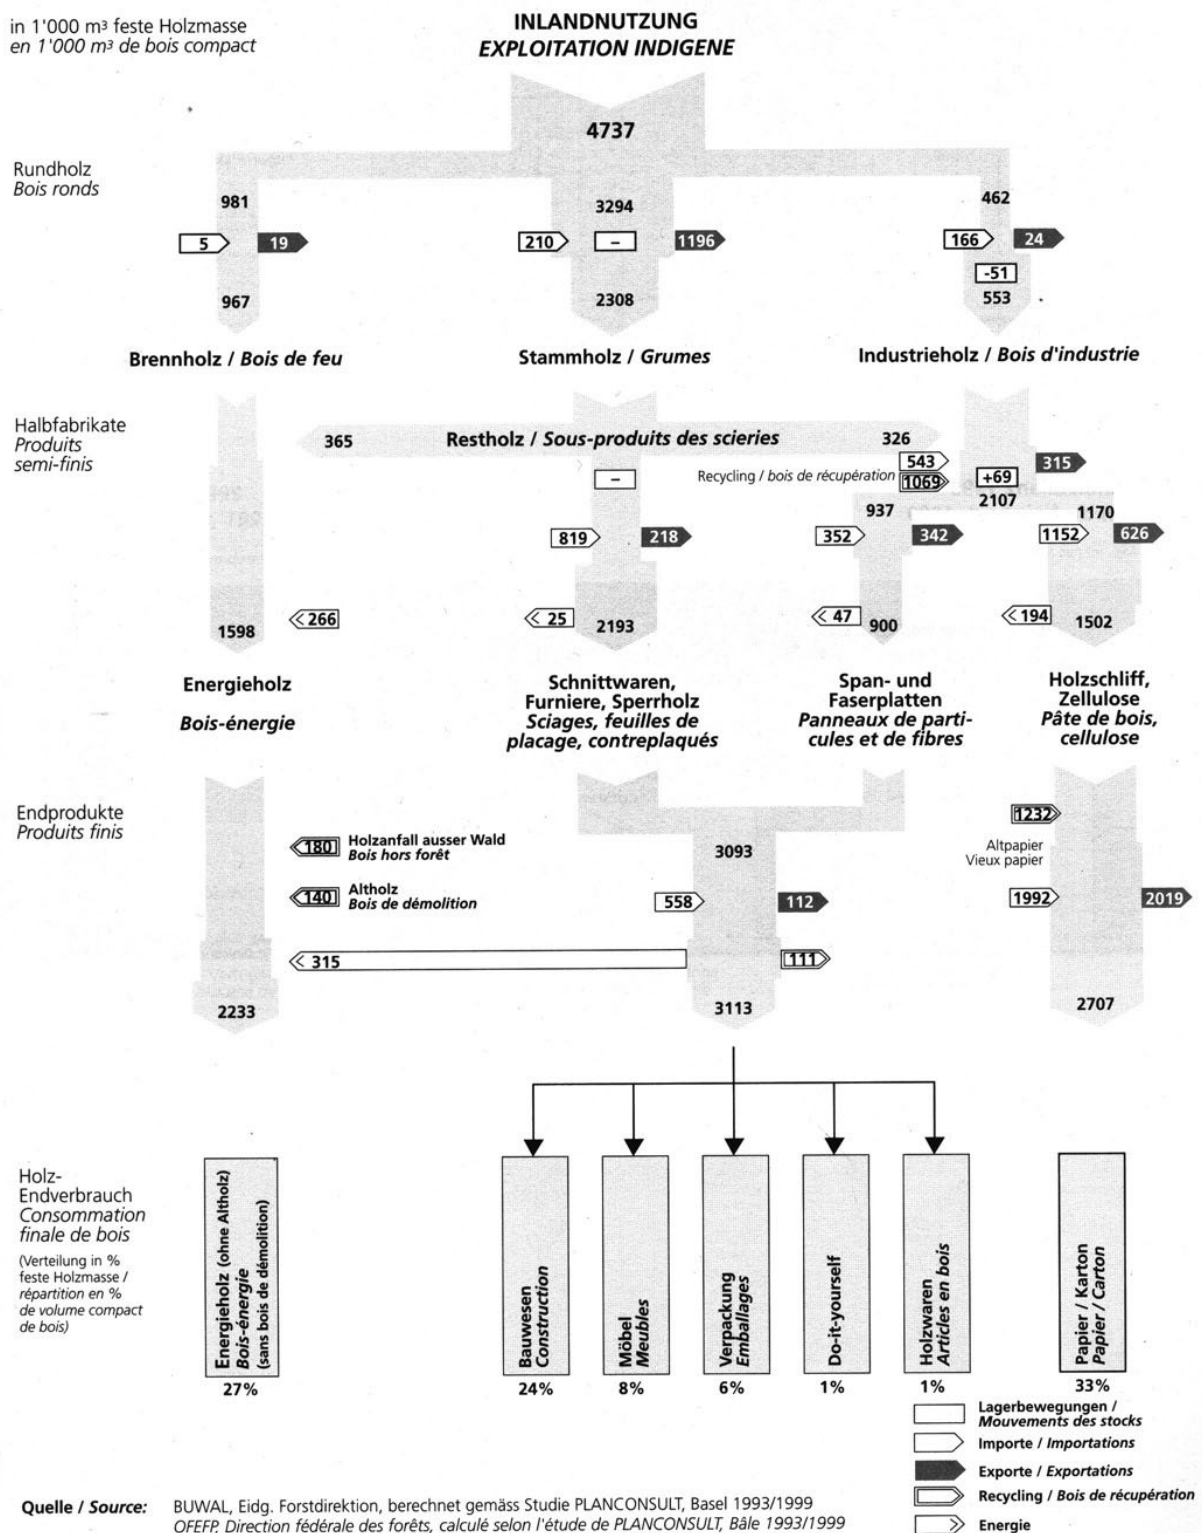 in 1'000 m³ feste Holzmasse
en 1'000 m³ de bois compact
INLANDNUTZUNG
EXPLOITATION INDIGENE
4737
Rundholz
Bois ronds
981
3294
462
5
19
210
–
1196
166
24
-51
967
2308
553
Brennholz / Bois de feu
Stammholz / Grumes
Industrieholz / Bois d'industrie
Halbfabrikate
Produits
semi-finis
365
Restholz / Sous-produits des scieries
326
543
315
Recycling / bois de récupération
1069
–
+69
2107
937
1170
819
218
352
342
1152
626
1598
266
25
2193
47
900
194
1502
Energieholz
Bois-énergie
Schnittwaren,
Furniere, Sperrholz
Sciages, feuilles de
placage, contreplaqués
Span- und
Faserplatten
Panneaux de parti-
cules et de fibres
Holzschliff,
Zellulose
Pâte de bois,
cellulose
Endprodukte
Produits finis
1232
Altpapier
Vieux papier
180
Holzanfall ausser Wald
Bois hors forêt
3093
140
Altholz
Bois de démolition
558
112
1992
2019
315
111
2233
3113
2707
Holz-
Endverbrauch
Consommation
finale de bois
(Verteilung in %
feste Holzmasse /
répartition en %
de volume compact
de bois)
Energieholz (ohne Altholz)
Bois-énergie
(sans bois de démolition)
Bauwesen
Construction
Möbel
Meubles
Verpackung
Emballages
Do-it-yourself
Holzwaren
Articles en bois
Papier / Karton
Papier / Carton
27%
24%
8%
6%
1%
1%
33%
Lagerbewegungen /
Mouvements des stocks
Importe / Importations
Exporte / Exportations
Recycling / Bois de récupération
Energie
Quelle / Source: BUWAL, Eidg. Forstdirektion, berechnet gemäss Studie PLANCONSULT, Basel 1993/1999
OFEFP, Direction fédérale des forêts, calculé selon l'étude de PLANCONSULT, Bâle 1993/1999